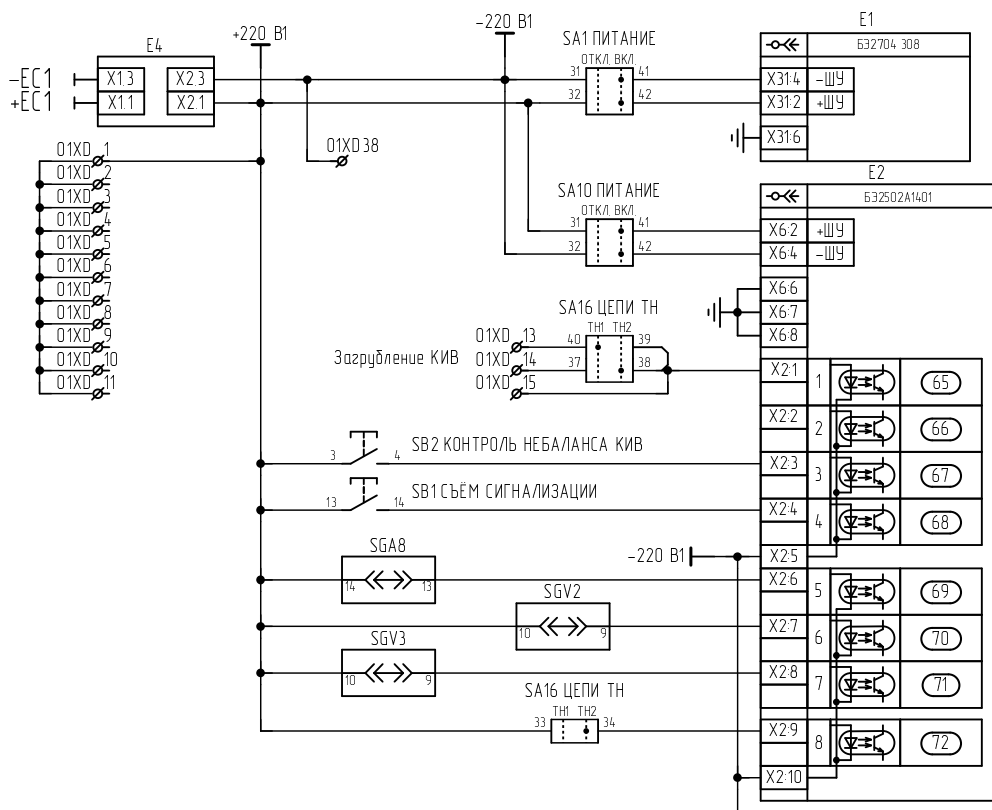 +220 В1
−220 В1
E4
−EC1
+EC1
X1.3
X2.3
X1.1
X2.1
SA1 ПИТАНИЕ
ОТКЛ. ВКЛ.
31
41
32
42
E1
БЭ2704 308
X31:4
−ШУ
X31:2
+ШУ
X31:6
01XD 1
01XD 2
01XD 3
01XD 4
01XD 5
01XD 6
01XD 7
01XD 8
01XD 9
01XD 10
01XD 11
01XD 38
SA10 ПИТАНИЕ
ОТКЛ. ВКЛ.
31
41
32
42
E2
БЭ2502А1401
X6:2
+ШУ
X6:4
−ШУ
X6:6
X6:7
X6:8
SA16 ЦЕПИ ТН
ТН1 ТН2
Загрубление КИВ
01XD 13
40
39
01XD 14
37
38
01XD 15
X2:1
1
65
X2:2
2
66
3
SB2 КОНТРОЛЬ НЕБАЛАНСА КИВ
4
X2:3
3
67
13
SB1 СЪЁМ СИГНАЛИЗАЦИИ
14
X2:4
4
68
−220 В1
X2:5
SGA8
14
13
X2:6
5
69
SGV2
10
9
X2:7
6
70
SGV3
10
9
X2:8
7
71
SA16 ЦЕПИ ТН
ТН1 ТН2
33
34
X2:9
8
72
X2:10